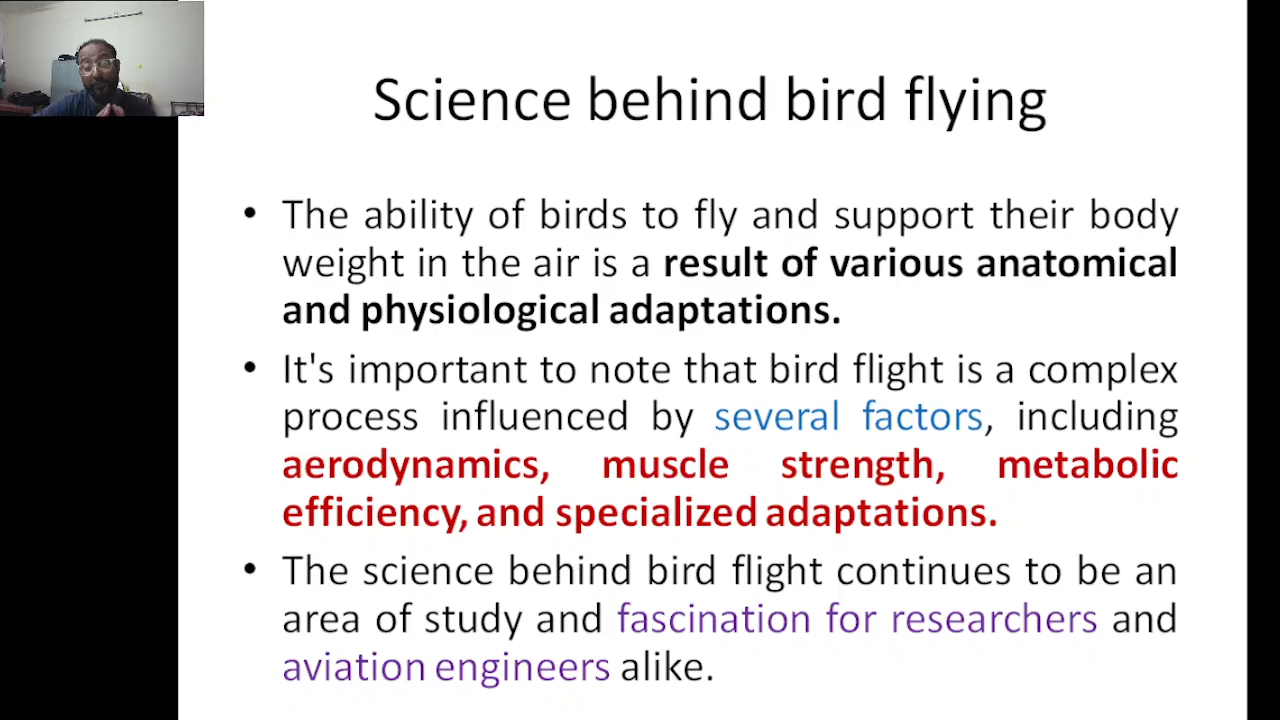 Science behind bird flying
• The ability of birds to fly and support their body
weight in the air is a result of various anatomical
and physiological adaptations.
• It's important to note that bird flight is a complex
process influenced by several factors, including
aerodynamics, muscle strength, metabolic
efficiency, and specialized adaptations.
• The science behind bird flight continues to be an
area of study and fascination for researchers and
aviation engineers alike.